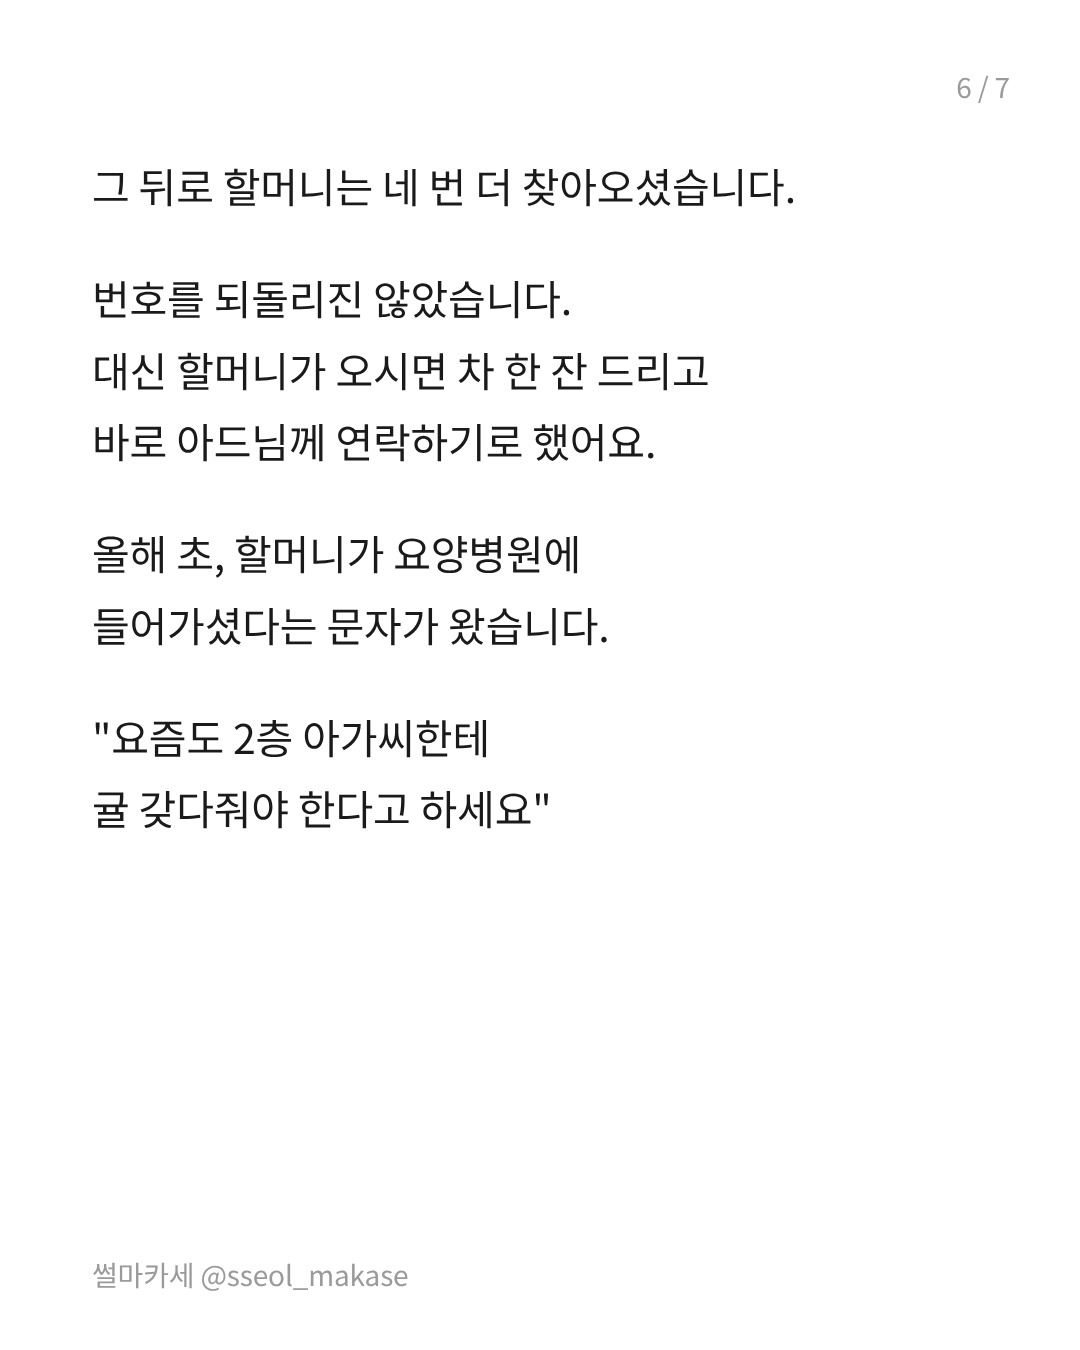 6 / 7
그 뒤로 할머니는 네 번 더 찾아오셨습니다.
번호를 되돌리진 않았습니다.
대신 할머니가 오시면 차 한 잔 드리고
바로 아드님께 연락하기로 했어요.
올해 초, 할머니가 요양병원에
들어가셨다는 문자가 왔습니다.
"요즘도 2층 아가씨한테
귤 갖다줘야 한다고 하세요"
썰마카세 @sseol_makase